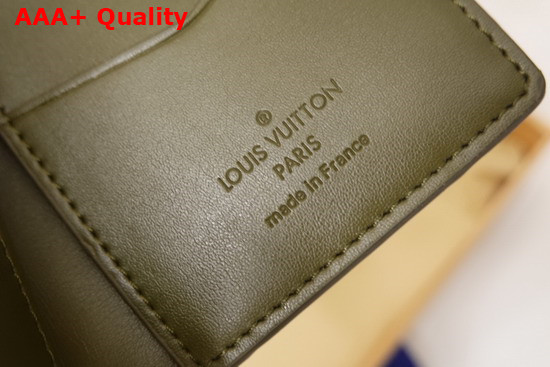 AAA+ Quality
®
LOUIS VUITTON
PARIS
made in France